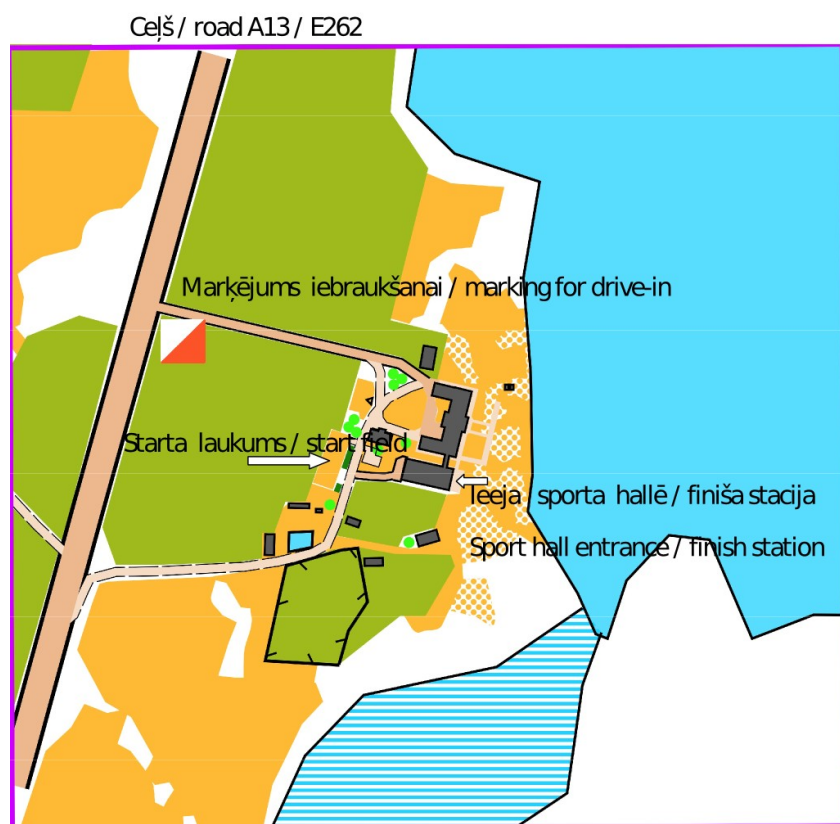 Ceļš / road A13 / E262
Marķējums iebraukšanai / marking for drive-in
Starta laukums / start field
Ieeja / sporta hallē / finiša stacija
Sport hall entrance / finish station